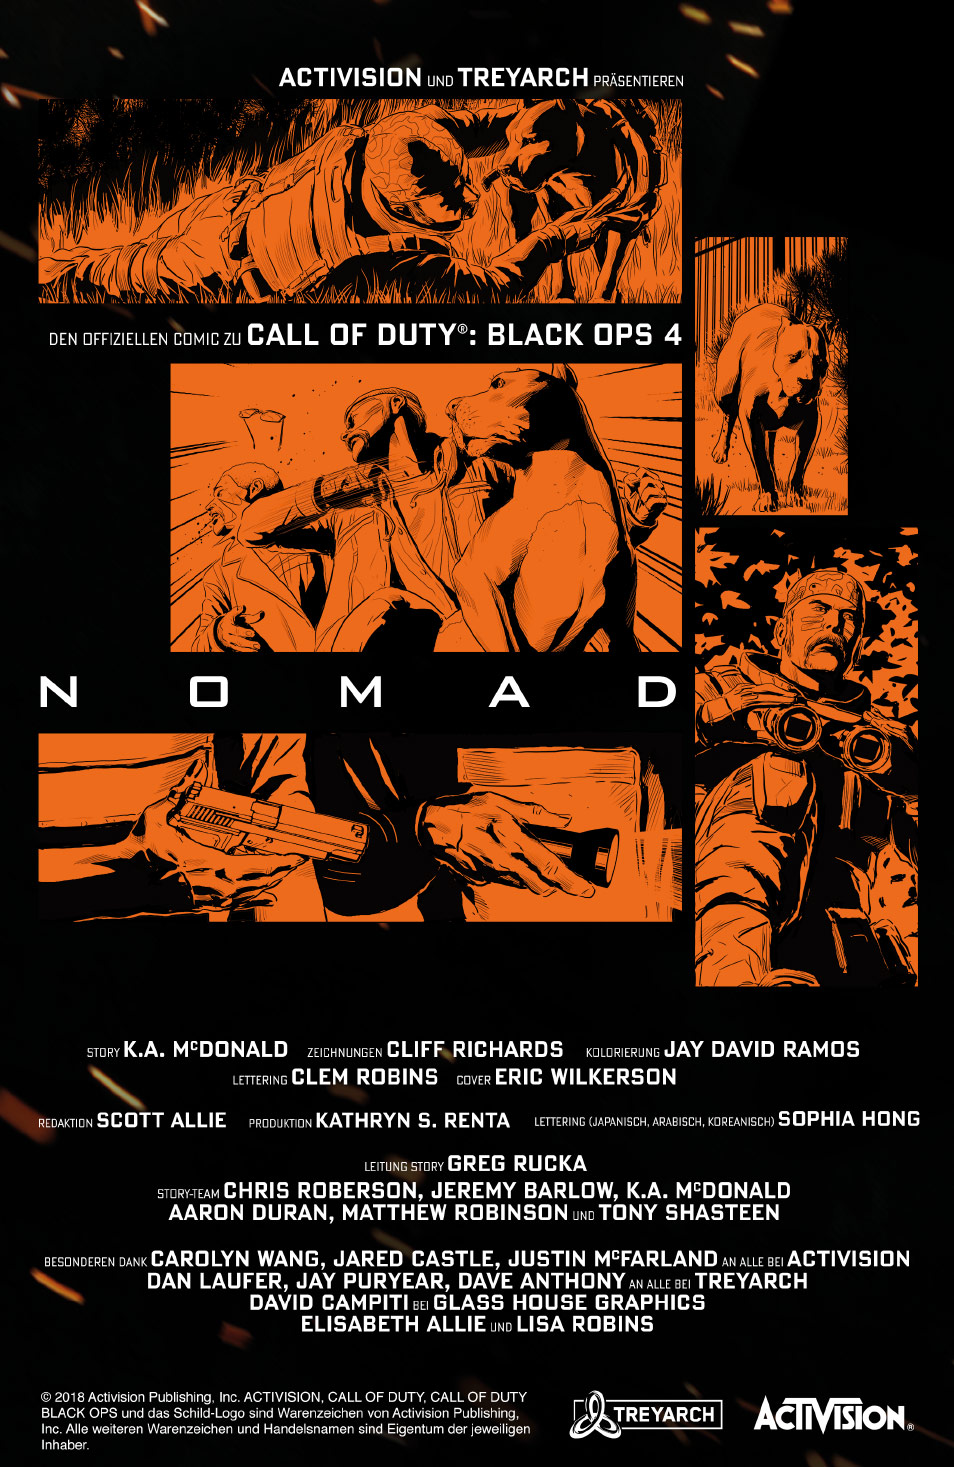 ACTIVISION UND TREYARCH PRÄSENTIEREN
DEN OFFIZIELLEN COMIC ZU CALL OF DUTY®: BLACK OPS 4
NOMAD
STORY K.A. McDONALD ZEICHNUNGEN CLIFF RICHARDS KOLORIERUNG JAY DAVID RAMOS
LETTERING CLEM ROBINS COVER ERIC WILKERSON
REDAKTION SCOTT ALLIE PRODUKTION KATHRYN S. RENTA LETTERING (JAPANISCH, ARABISCH, KOREANISCH) SOPHIA HONG
LEITUNG STORY GREG RUCKA
STORY-TEAM CHRIS ROBERSON, JEREMY BARLOW, K.A. McDONALD
AARON DURAN, MATTHEW ROBINSON UND TONY SHASTEEN
BESONDEREN DANK CAROLYN WANG, JARED CASTLE, JUSTIN McFARLAND AN ALLE BEI ACTIVISION
DAN LAUFER, JAY PURYEAR, DAVE ANTHONY AN ALLE BEI TREYARCH
DAVID CAMPITI BEI GLASS HOUSE GRAPHICS
ELISABETH ALLIE UND LISA ROBINS
© 2018 Activision Publishing, Inc. ACTIVISION, CALL OF DUTY, CALL OF DUTY
BLACK OPS und das Schild-Logo sind Warenzeichen von Activision Publishing,
Inc. Alle weiteren Warenzeichen und Handelsnamen sind Eigentum der jeweiligen
Inhaber.
TREYARCH
ACTIVISION®